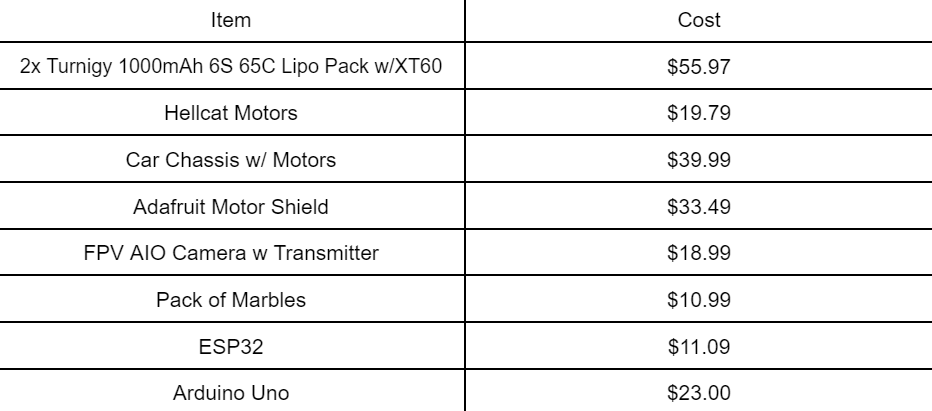 Item Cost
2x Turnigy 1000mAh 6S 65C Lipo Pack w/XT60 $55.97
Hellcat Motors $19.79
Car Chassis w/ Motors $39.99
Adafruit Motor Shield $33.49
FPV AIO Camera w Transmitter $18.99
Pack of Marbles $10.99
ESP32 $11.09
Arduino Uno $23.00